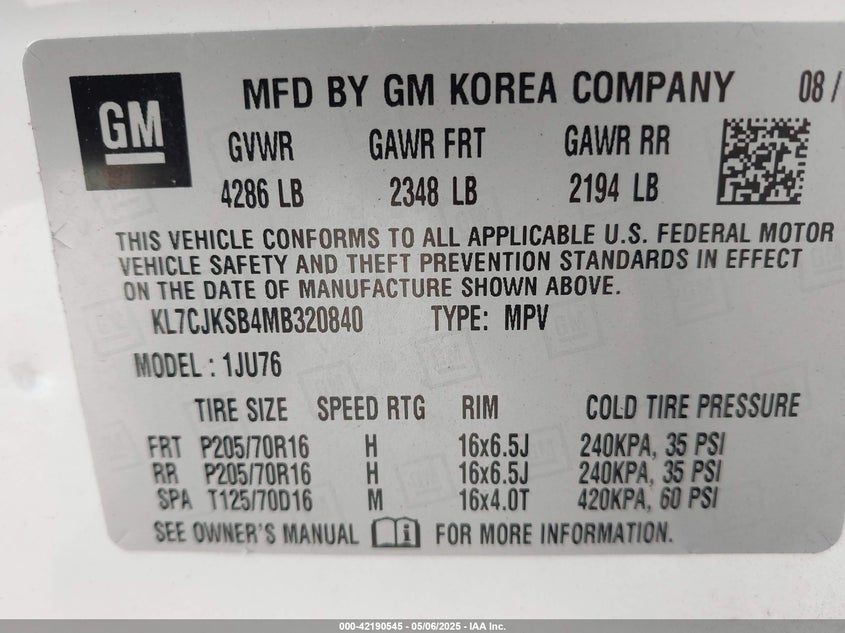 GM
MFD BY GM KOREA COMPANY 08/
GVWR GAWR FRT GAWR RR
4286 LB 2348 LB 2194 LB
THIS VEHICLE CONFORMS TO ALL APPLICABLE U.S. FEDERAL MOTOR
VEHICLE SAFETY AND THEFT PREVENTION STANDARDS IN EFFECT
ON THE DATE OF MANUFACTURE SHOWN ABOVE.
KL7CJKSB4MB320840 TYPE: MPV
MODEL : 1JU76
TIRE SIZE SPEED RTG RIM COLD TIRE PRESSURE
FRT P205/70R16 H 16x6.5J 240KPA, 35 PSI
RR P205/70R16 H 16x6.5J 240KPA, 35 PSI
SPA T125/70D16 M 16x4.0T 420KPA, 60 PSI
SEE OWNER'S MANUAL i FOR MORE INFORMATION.
000-42190545 - 05/06/2025 - IAA Inc.